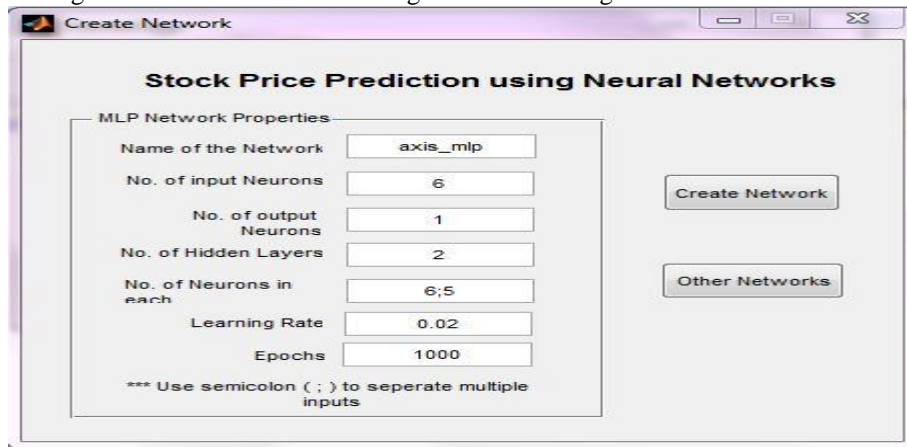 Create Network
Stock Price Prediction using Neural Networks
MLP Network Properties
Name of the Network
axis_mlp
No. of input Neurons
6
No. of output
Neurons
1
No. of Hidden Layers
2
No. of Neurons in
each
6;5
Learning Rate
0.02
Epochs
1000
*** Use semicolon ( ; ) to seperate multiple
inputs
Create Network
Other Networks